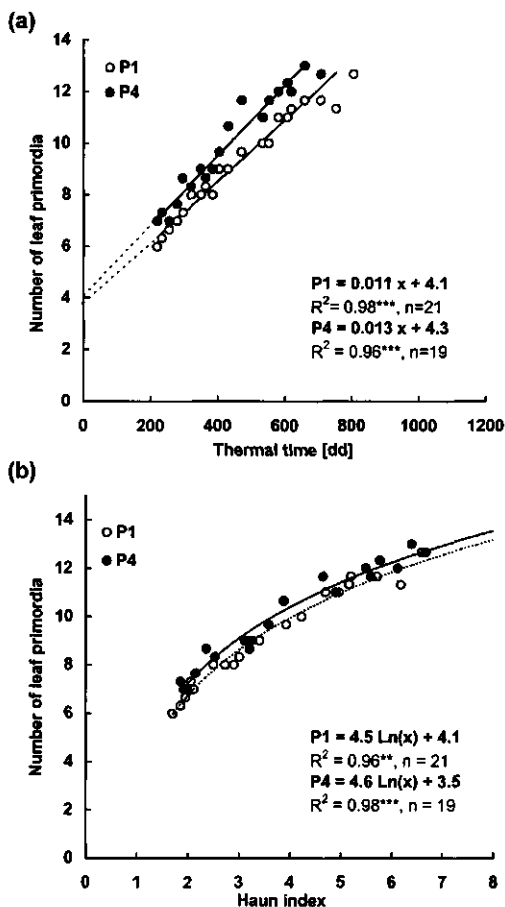 (a)
14
12
10
8
6
4
2
0
Number of leaf primordia
P1
P4
P1 = 0.011 x + 4.1
R² = 0.98***, n=21
P4 = 0.013 x + 4.3
R² = 0.96***, n=19
0 200 400 600 800 1000 1200
Thermal time [dd]
(b)
14
12
10
8
6
4
2
0
Number of leaf primordia
P1
P4
P1 = 4.5 Ln(x) + 4.1
R² = 0.96**, n = 21
P4 = 4.6 Ln(x) + 3.5
R² = 0.98***, n = 19
0 1 2 3 4 5 6 7 8
Haun index